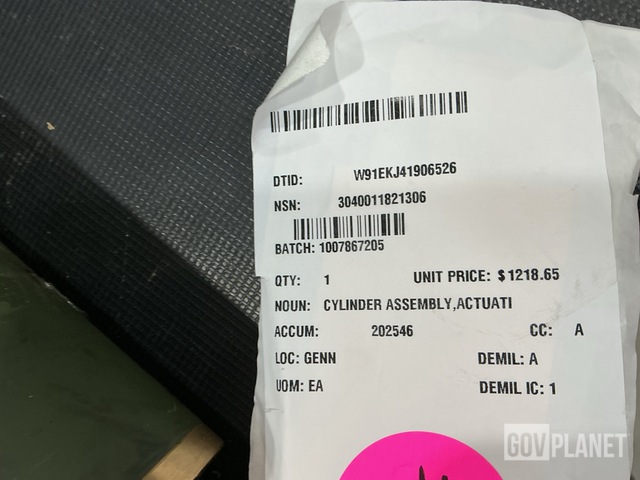 DTID: W91EKJ41906526
NSN: 3040011821306
BATCH: 1007867205
QTY: 1 UNIT PRICE: $1218.65
NOUN: CYLINDER ASSEMBLY,ACTUATI
ACCUM: 202546 CC: A
LOC: GENN DEMIL: A
UOM: EA DEMIL IC: 1
GOVPLANET